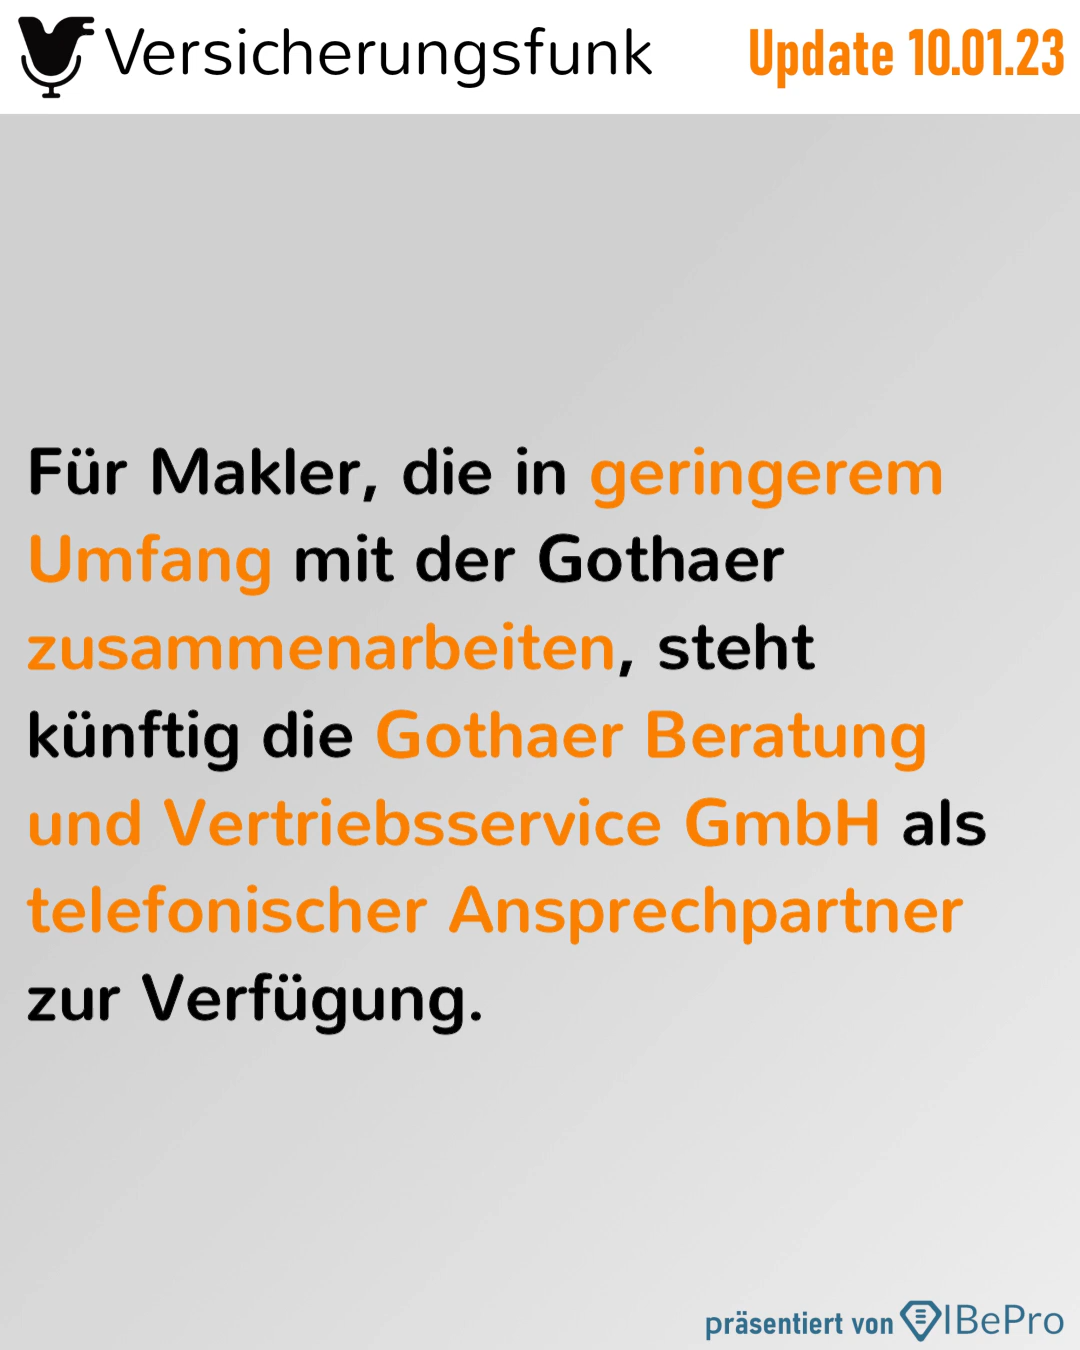 Versicherungsfunk Update 10.01.23
Für Makler, die in geringerem
Umfang mit der Gothaer
zusammenarbeiten, steht
künftig die Gothaer Beratung
und Vertriebsservice GmbH als
telefonischer Ansprechpartner
zur Verfügung.
präsentiert von IBePro